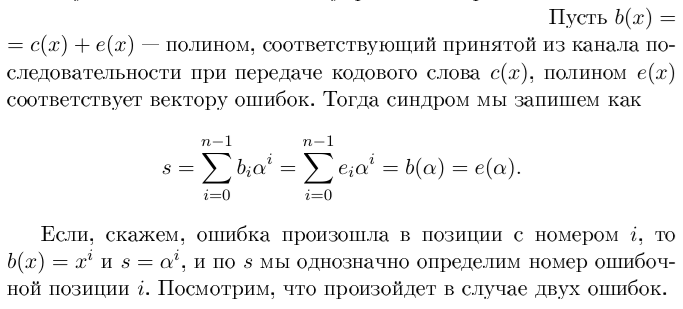 Пусть b(x) =
= c(x) + e(x) — полином, соответствующий принятой из канала по-
следовательности при передаче кодового слова c(x), полином e(x)
соответствует вектору ошибок. Тогда синдром мы запишем как
s = \sum_{i=0}^{n-1} b_i α^i = \sum_{i=0}^{n-1} e_i α^i = b(α) = e(α).
Если, скажем, ошибка произошла в позиции с номером i, то
b(x) = x^i и s = α^i, и по s мы однозначно определим номер ошибоч-
ной позиции i. Посмотрим, что произойдет в случае двух ошибок.